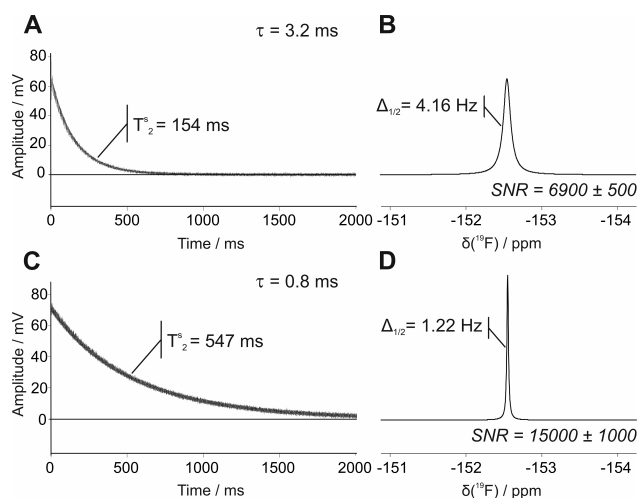 A
τ = 3.2 ms
Amplitude / mV
80
60
40
20
0
T^s_2 = 154 ms
0 500 1000 1500 2000
Time / ms
B
Δ_1/2 = 4.16 Hz
SNR = 6900 ± 500
-151 -152 -153 -154
δ(¹⁹F) / ppm
C
τ = 0.8 ms
Amplitude / mV
80
60
40
20
0
T^s_2 = 547 ms
0 500 1000 1500 2000
Time / ms
D
Δ_1/2 = 1.22 Hz
SNR = 15000 ± 1000
-151 -152 -153 -154
δ(¹⁹F) / ppm